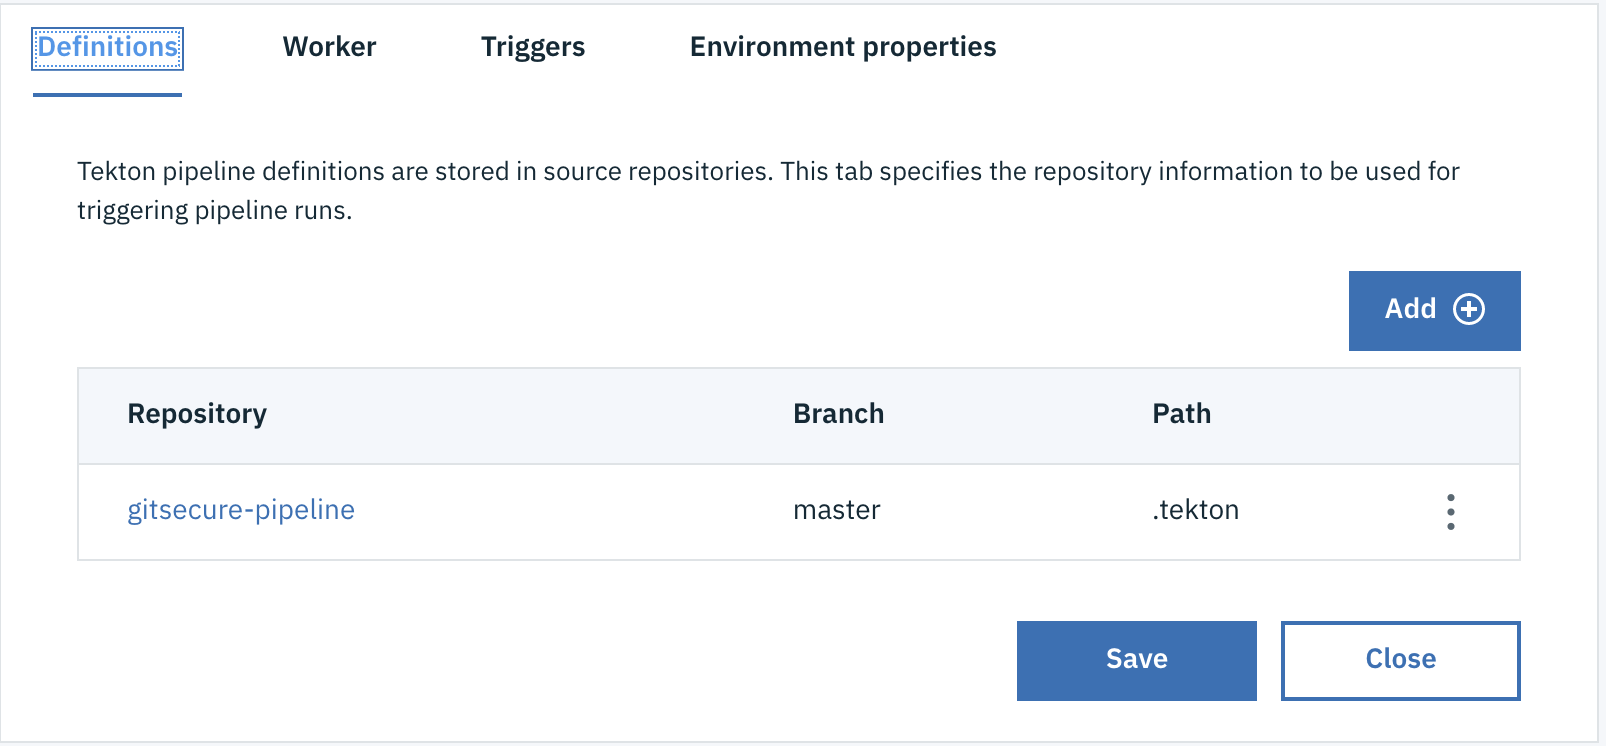 Definitions Worker Triggers Environment properties
Tekton pipeline definitions are stored in source repositories. This tab specifies the repository information to be used for
triggering pipeline runs.
Add
Repository Branch Path
gitsecure-pipeline master .tekton
Save Close